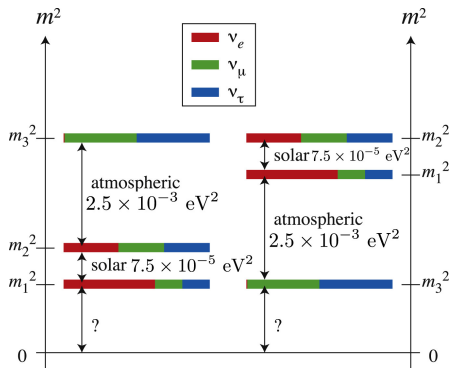 m² m²
νe
νμ
ντ
m₃² m₂²
solar 7.5 × 10⁻⁵ eV²
m₁²
atmospheric
2.5 × 10⁻³ eV²
atmospheric
2.5 × 10⁻³ eV²
m₂²
solar 7.5 × 10⁻⁵ eV²
m₁² m₃²
? ?
0 0